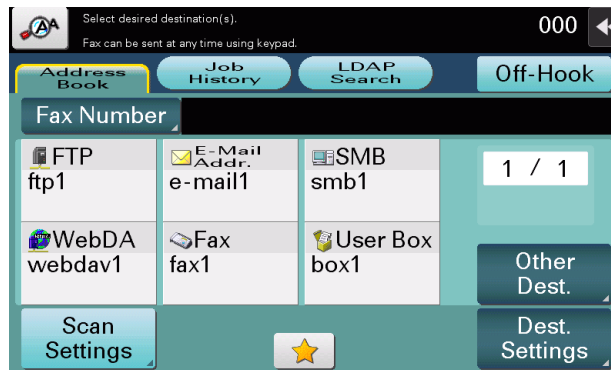 Select desired destination(s).
Fax can be sent at any time using keypad.
000
Address
Book
Job
History
LDAP
Search
Off-Hook
Fax Number
FTP
ftp1
E-Mail
Addr.
e-mail1
SMB
smb1
1 / 1
WebDA
webdav1
Fax
fax1
User Box
box1
Other
Dest.
Scan
Settings
Dest.
Settings